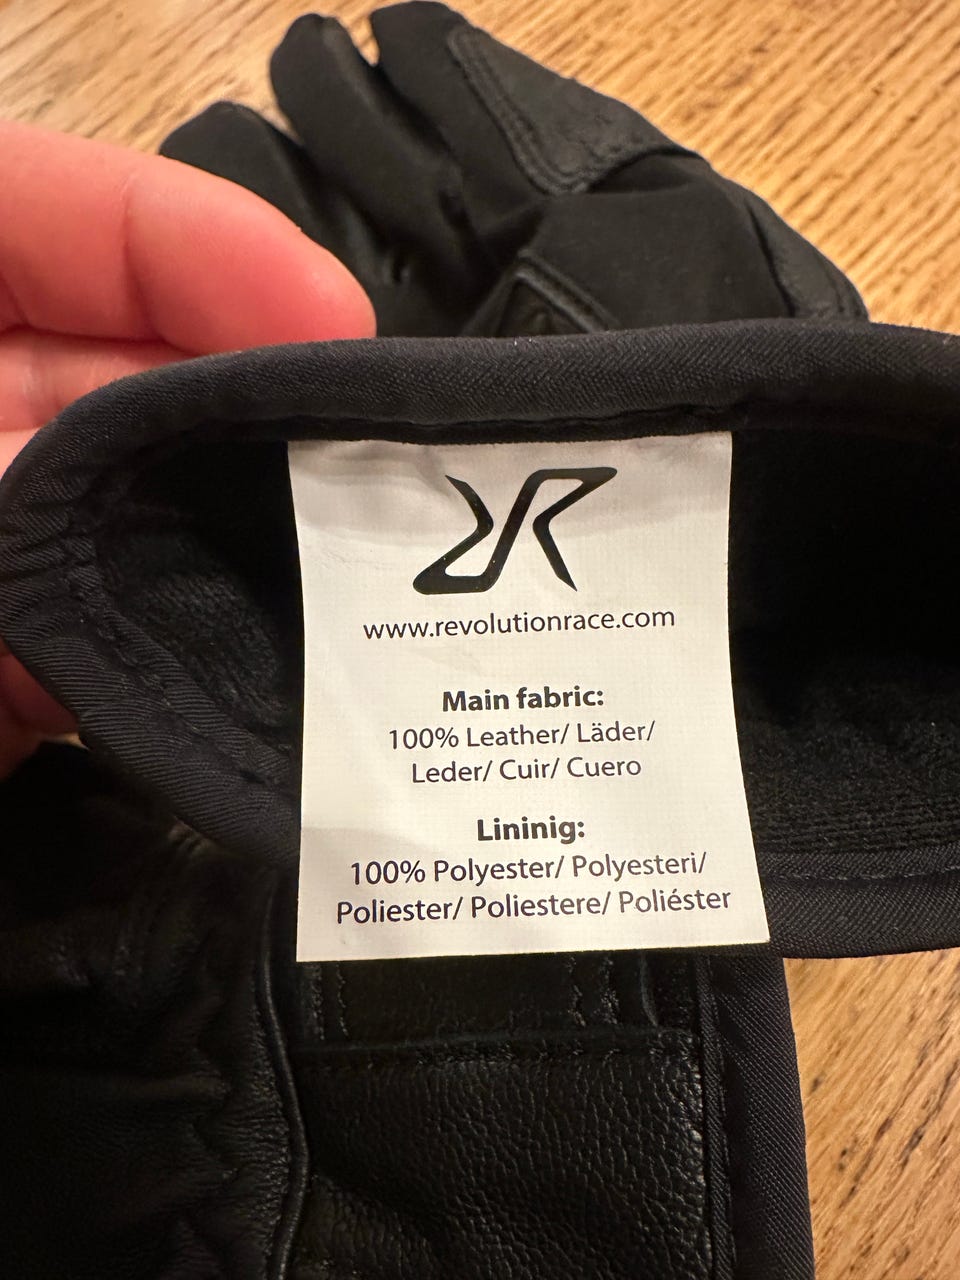 www.revolutionrace.com
Main fabric:
100% Leather/ Läder/
Leder/ Cuir/ Cuero
Lininig:
100% Polyester/ Polyesteri/
Poliester/ Poliestere/ Poliéster